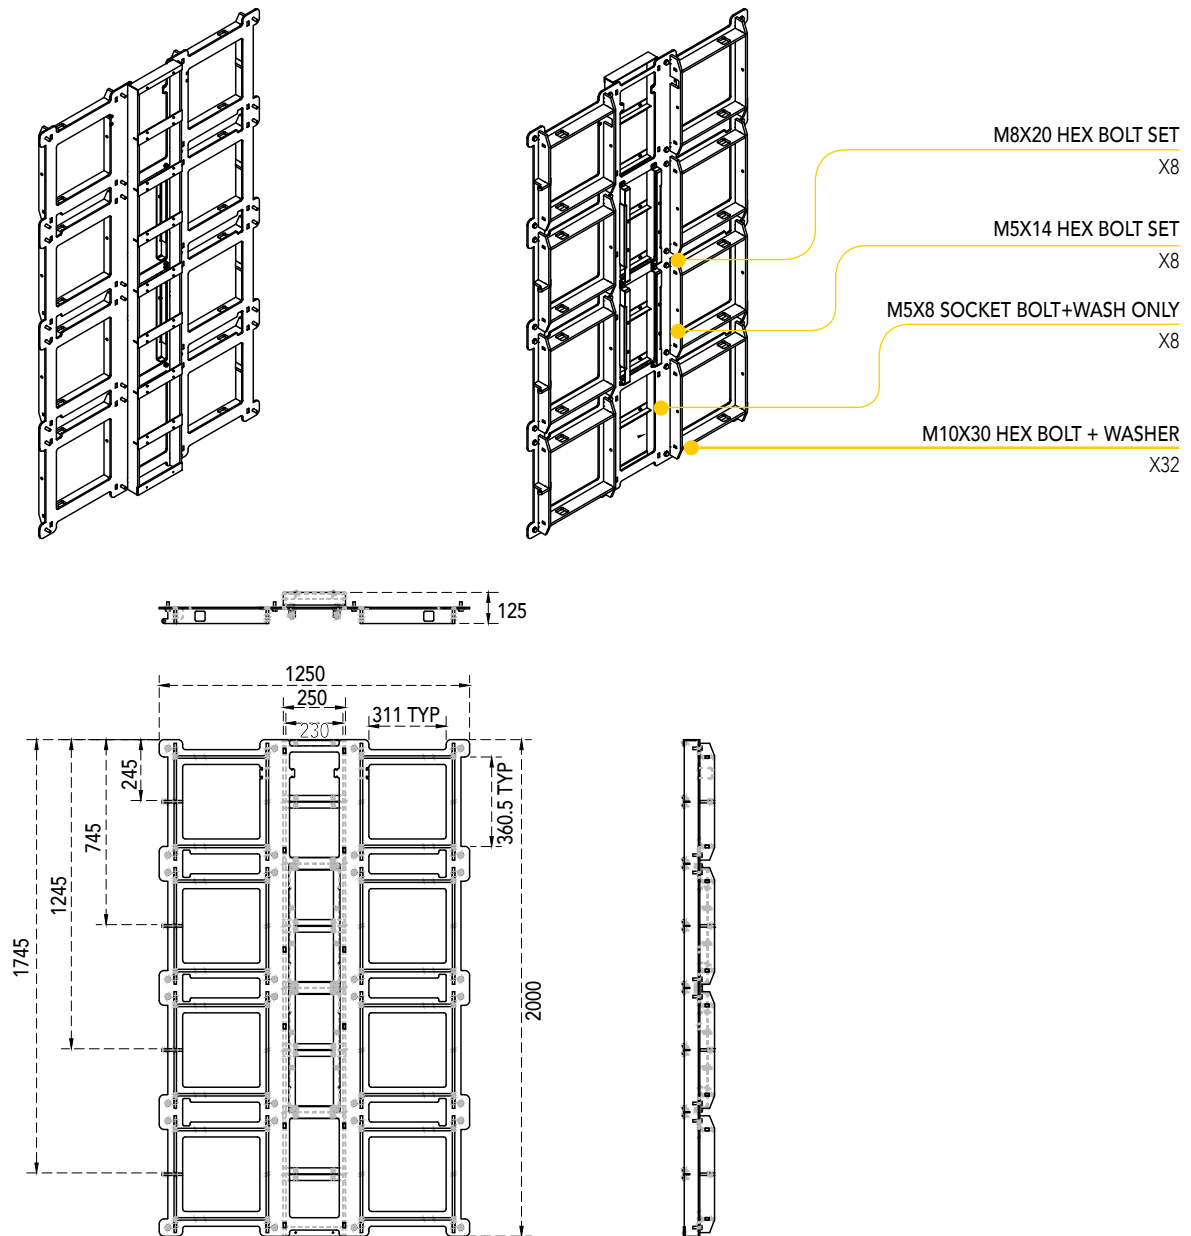 M8X20 HEX BOLT SET
X8
M5X14 HEX BOLT SET
X8
M5X8 SOCKET BOLT+WASH ONLY
X8
M10X30 HEX BOLT + WASHER
X32
125
1250
250
230
311 TYP
245
745
1245
1745
360.5 TYP
2000